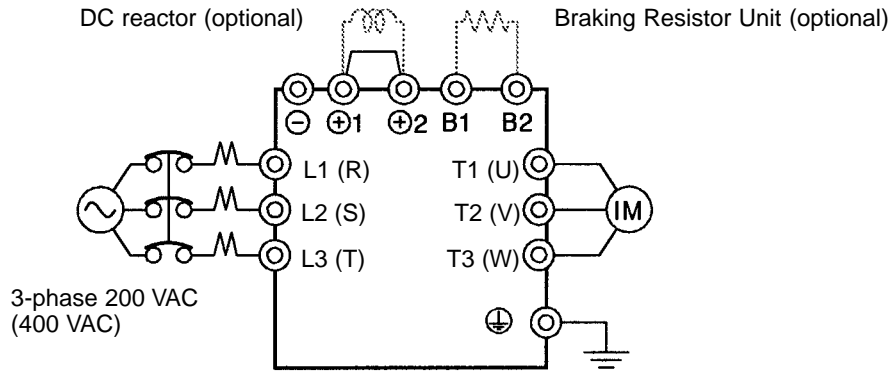 DC reactor (optional) Braking Resistor Unit (optional)
⊖ ⊕1 ⊕2 B1 B2
L1 (R) T1 (U)
L2 (S) T2 (V) IM
L3 (T) T3 (W)
3-phase 200 VAC
(400 VAC)